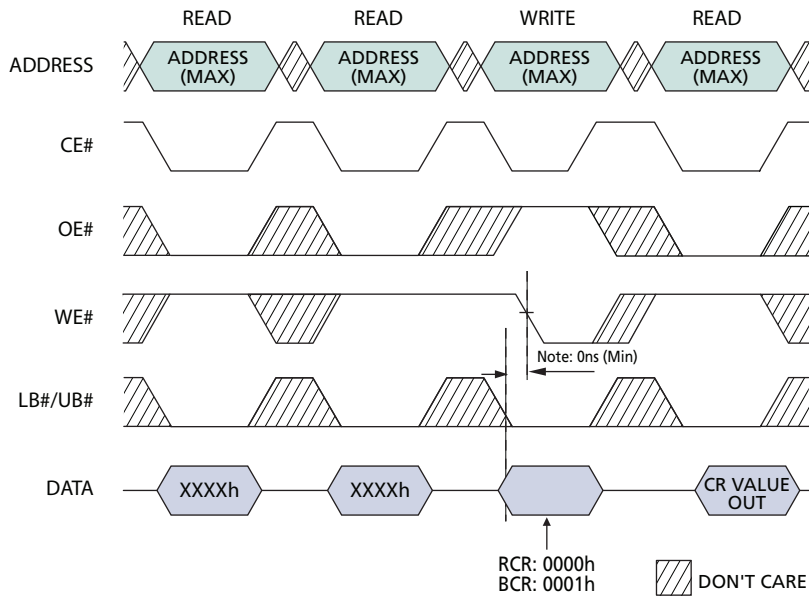 READ READ WRITE READ
ADDRESS
ADDRESS
(MAX)
ADDRESS
(MAX)
ADDRESS
(MAX)
ADDRESS
(MAX)
CE#
OE#
WE#
Note: 0ns (Min)
LB#/UB#
DATA
XXXXh
XXXXh
CR VALUE
OUT
RCR: 0000h
BCR: 0001h
DON'T CARE